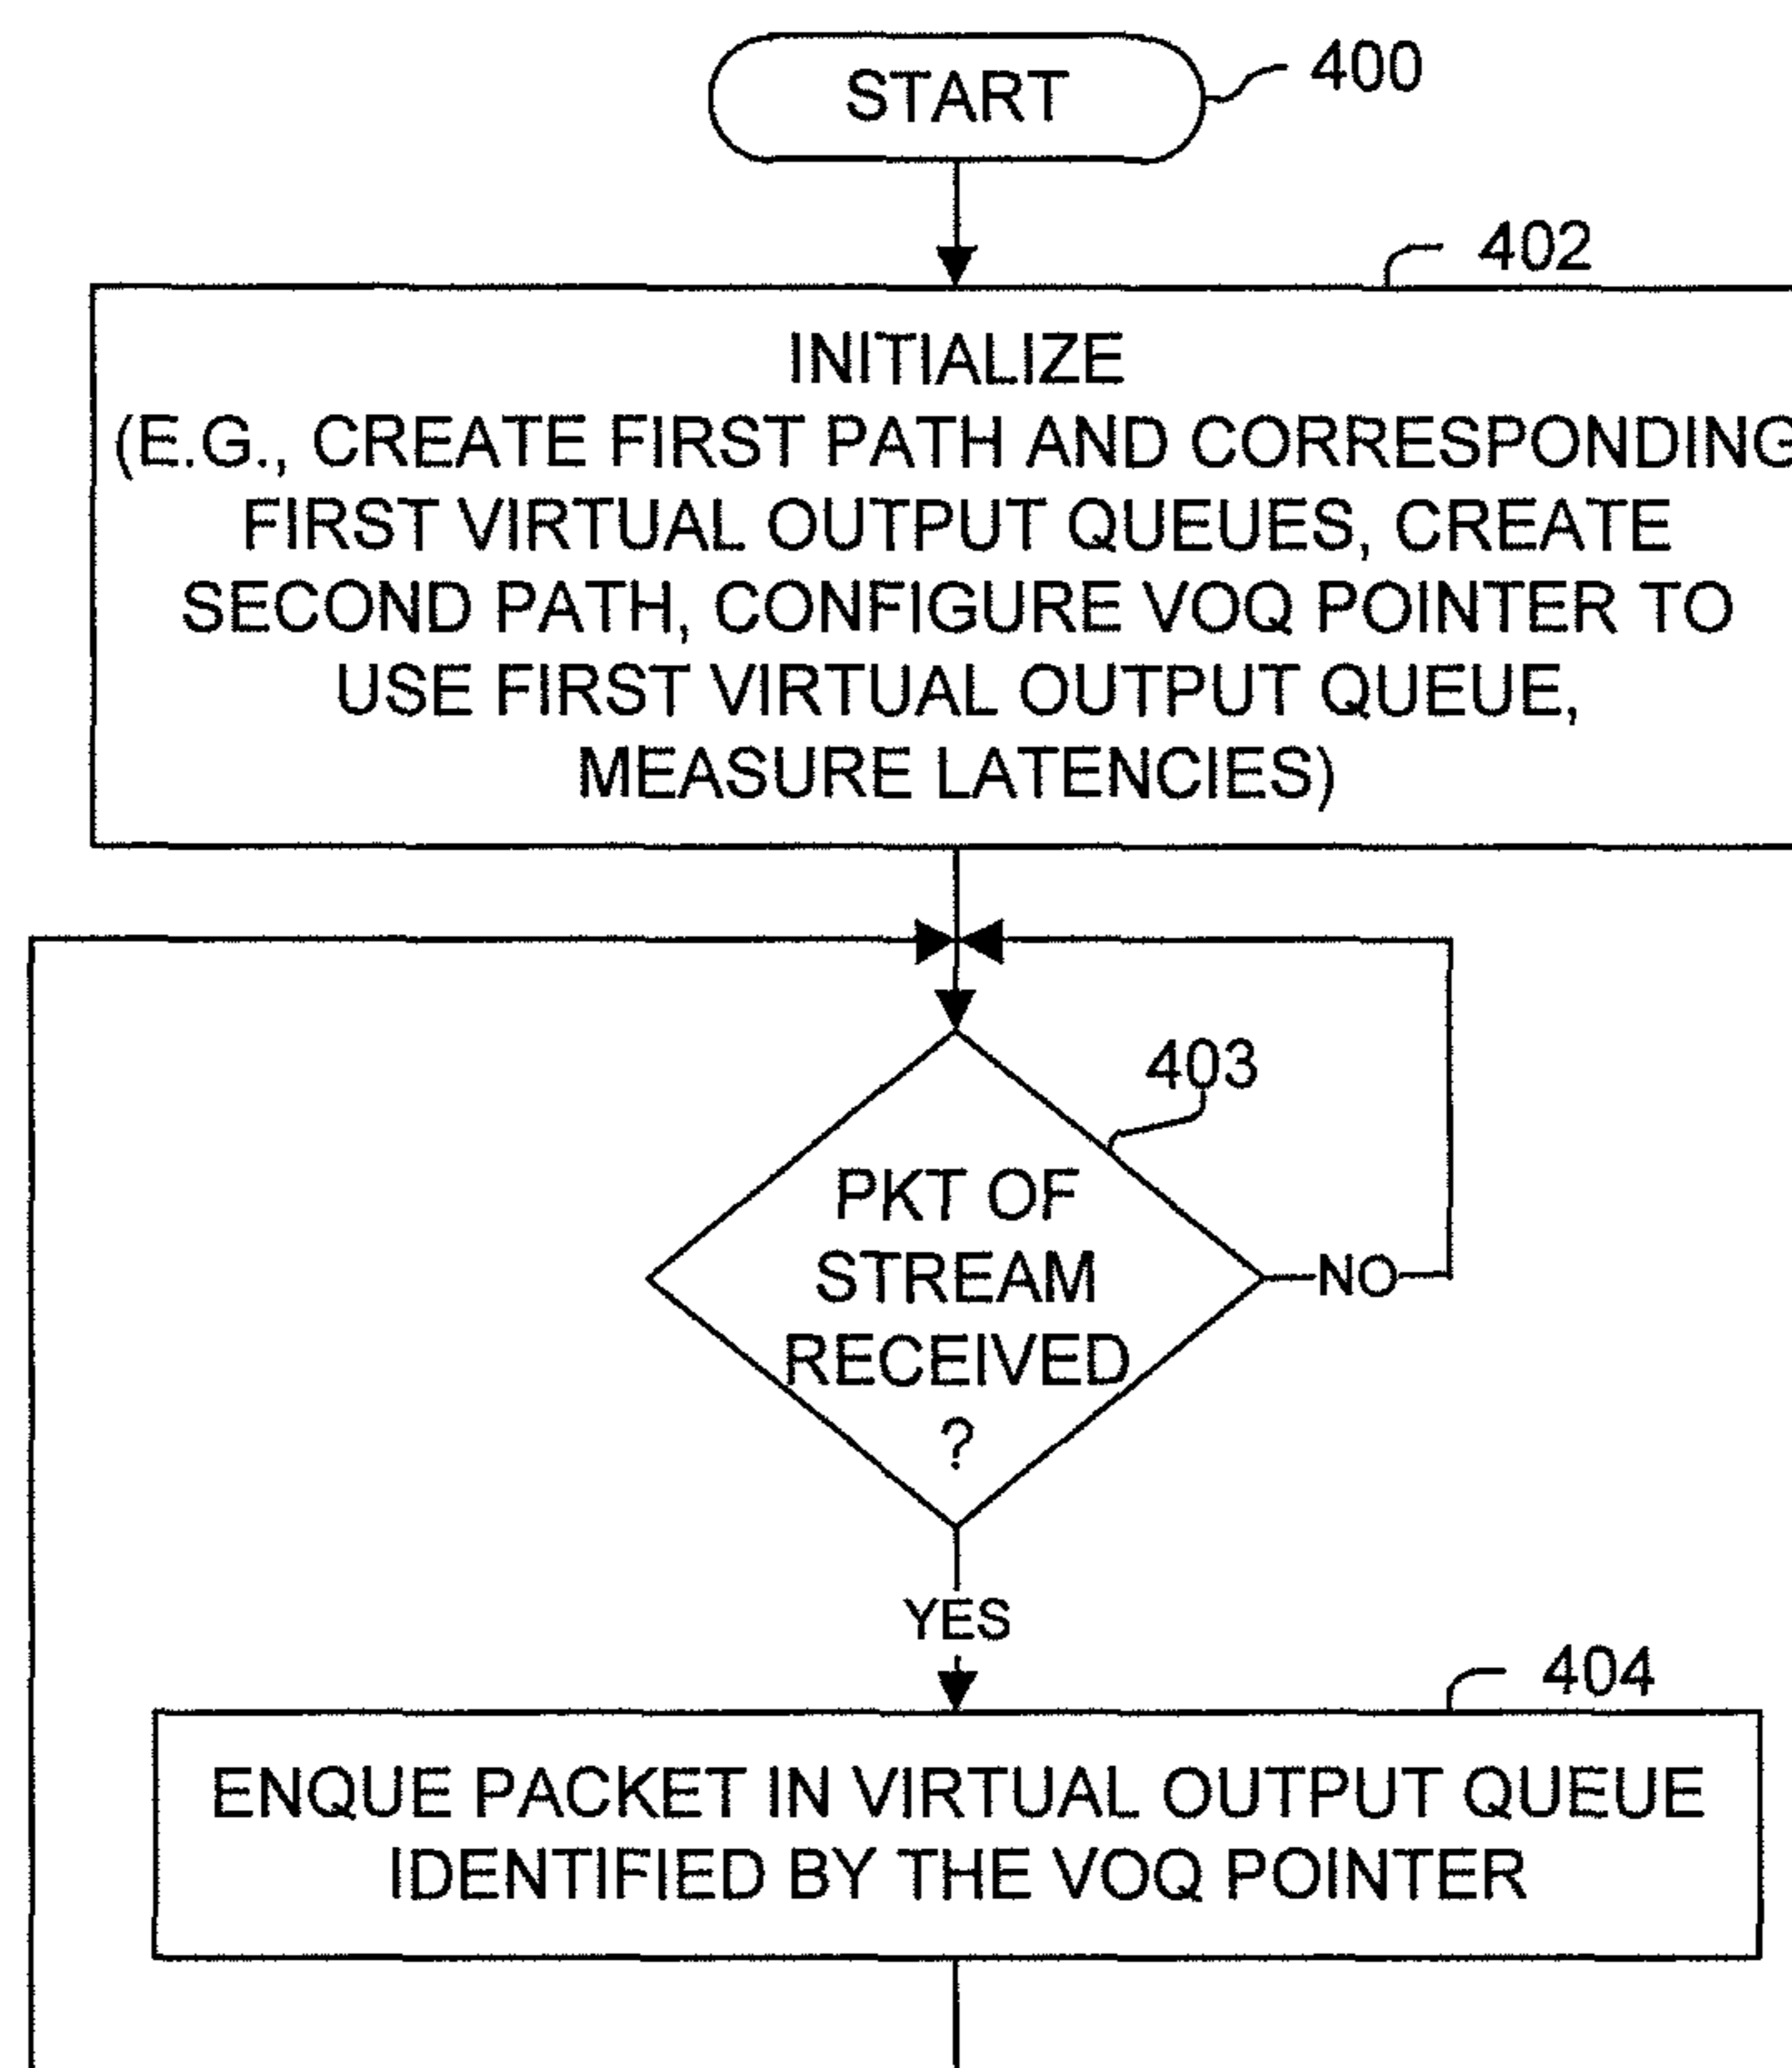 START
400
402
INITIALIZE
(E.G., CREATE FIRST PATH AND CORRESPONDING
FIRST VIRTUAL OUTPUT QUEUES, CREATE
SECOND PATH, CONFIGURE VOQ POINTER TO
USE FIRST VIRTUAL OUTPUT QUEUE,
MEASURE LATENCIES)
403
PKT OF
STREAM
RECEIVED
?
NO
YES
404
ENQUE PACKET IN VIRTUAL OUTPUT QUEUE
IDENTIFIED BY THE VOQ POINTER